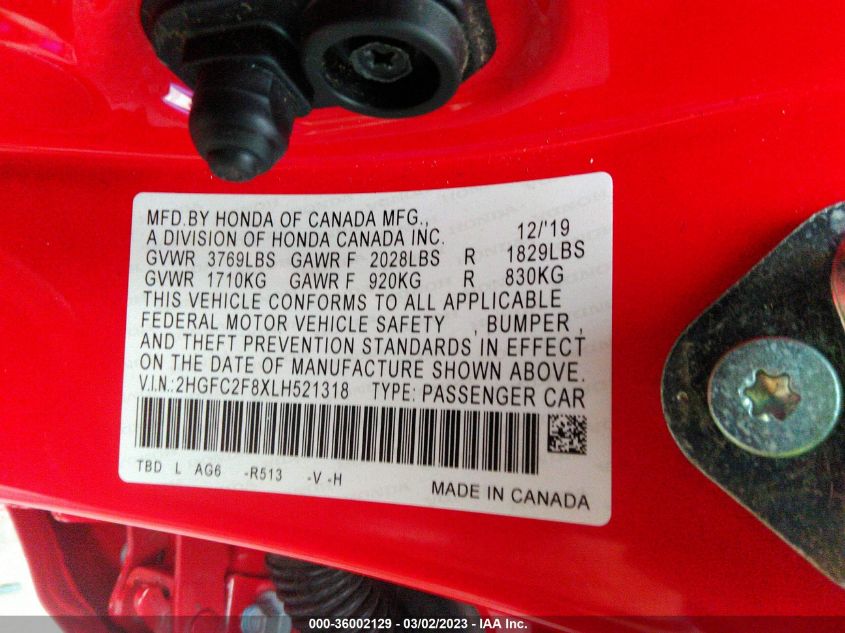 MFD.BY HONDA OF CANADA MFG.,
A DIVISION OF HONDA CANADA INC. 12/'19
GVWR 3769LBS GAWR F 2028LBS R 1829LBS
GVWR 1710KG GAWR F 920KG R 830KG
THIS VEHICLE CONFORMS TO ALL APPLICABLE
FEDERAL MOTOR VEHICLE SAFETY BUMPER ,
AND THEFT PREVENTION STANDARDS IN EFFECT
ON THE DATE OF MANUFACTURE SHOWN ABOVE.
V.I.N.:2HGFC2F8XLH521318 TYPE: PASSENGER CAR
TBD L AG6 -R513 -V -H
MADE IN CANADA
000-36002129 - 03/02/2023 - IAA Inc.